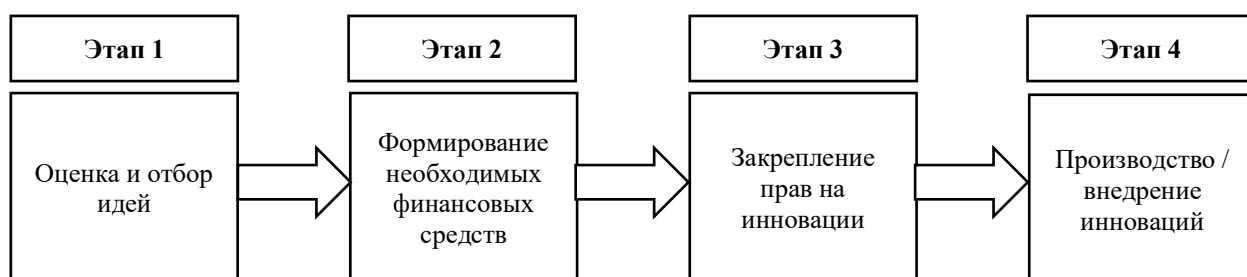 Этап 1
Этап 2
Этап 3
Этап 4
Оценка и отбор
идей
Формирование
необходимых
финансовых
средств
Закрепление
прав на
инновации
Производство /
внедрение
инноваций